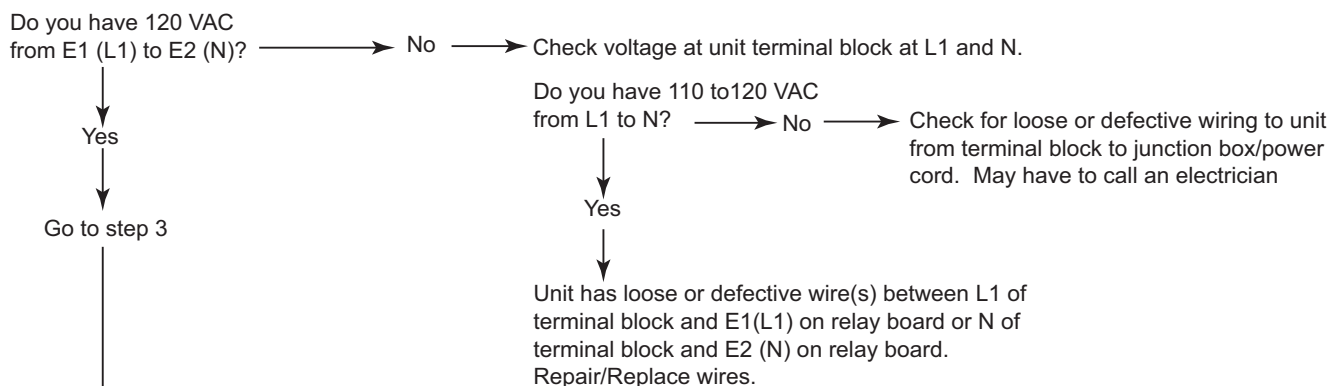 Do you have 120 VAC
from E1 (L1) to E2 (N)?
No
Check voltage at unit terminal block at L1 and N.
Do you have 110 to120 VAC
from L1 to N?
No
Check for loose or defective wiring to unit
from terminal block to junction box/power
cord.  May have to call an electrician
Yes
Go to step 3
Yes
Unit has loose or defective wire(s) between L1 of
terminal block and E1(L1) on relay board or N of
terminal block and E2 (N) on relay board.
Repair/Replace wires.